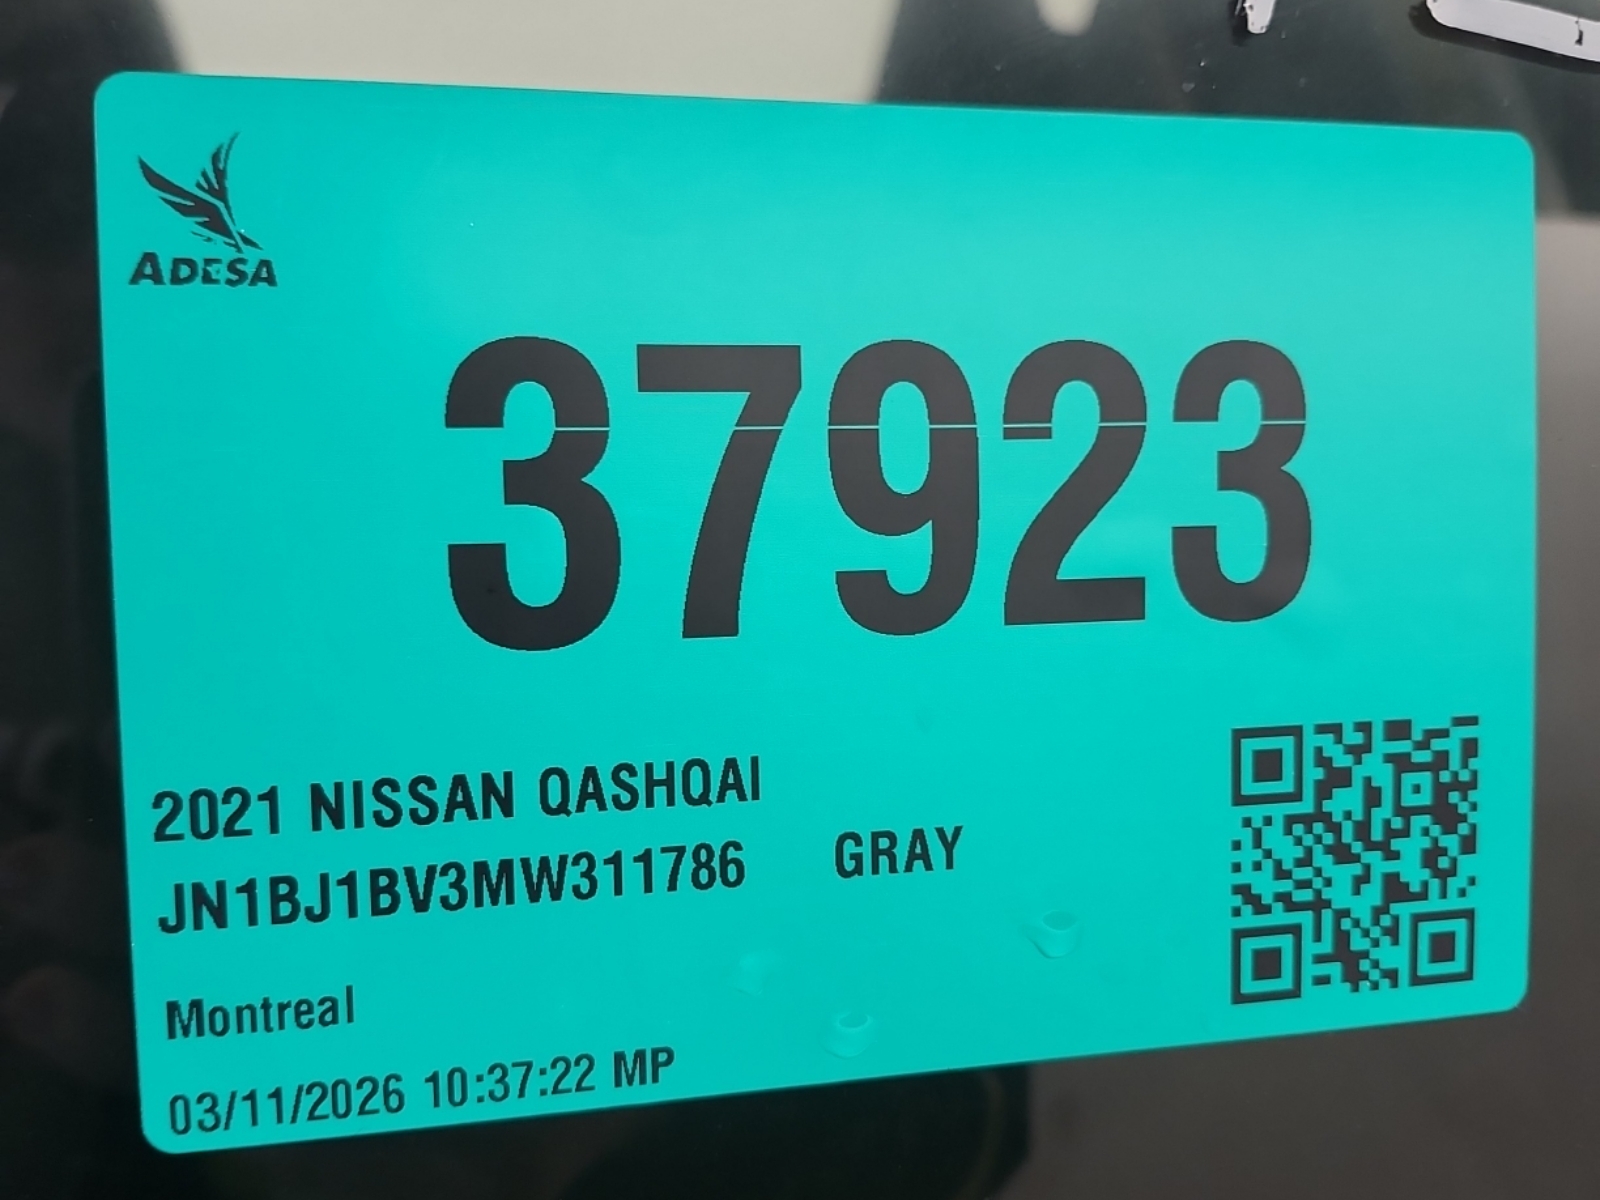 ADESA
37923
2021 NISSAN QASHQAI
JN1BJ1BV3MW311786 GRAY
Montreal
03/11/2026 10:37:22 MP